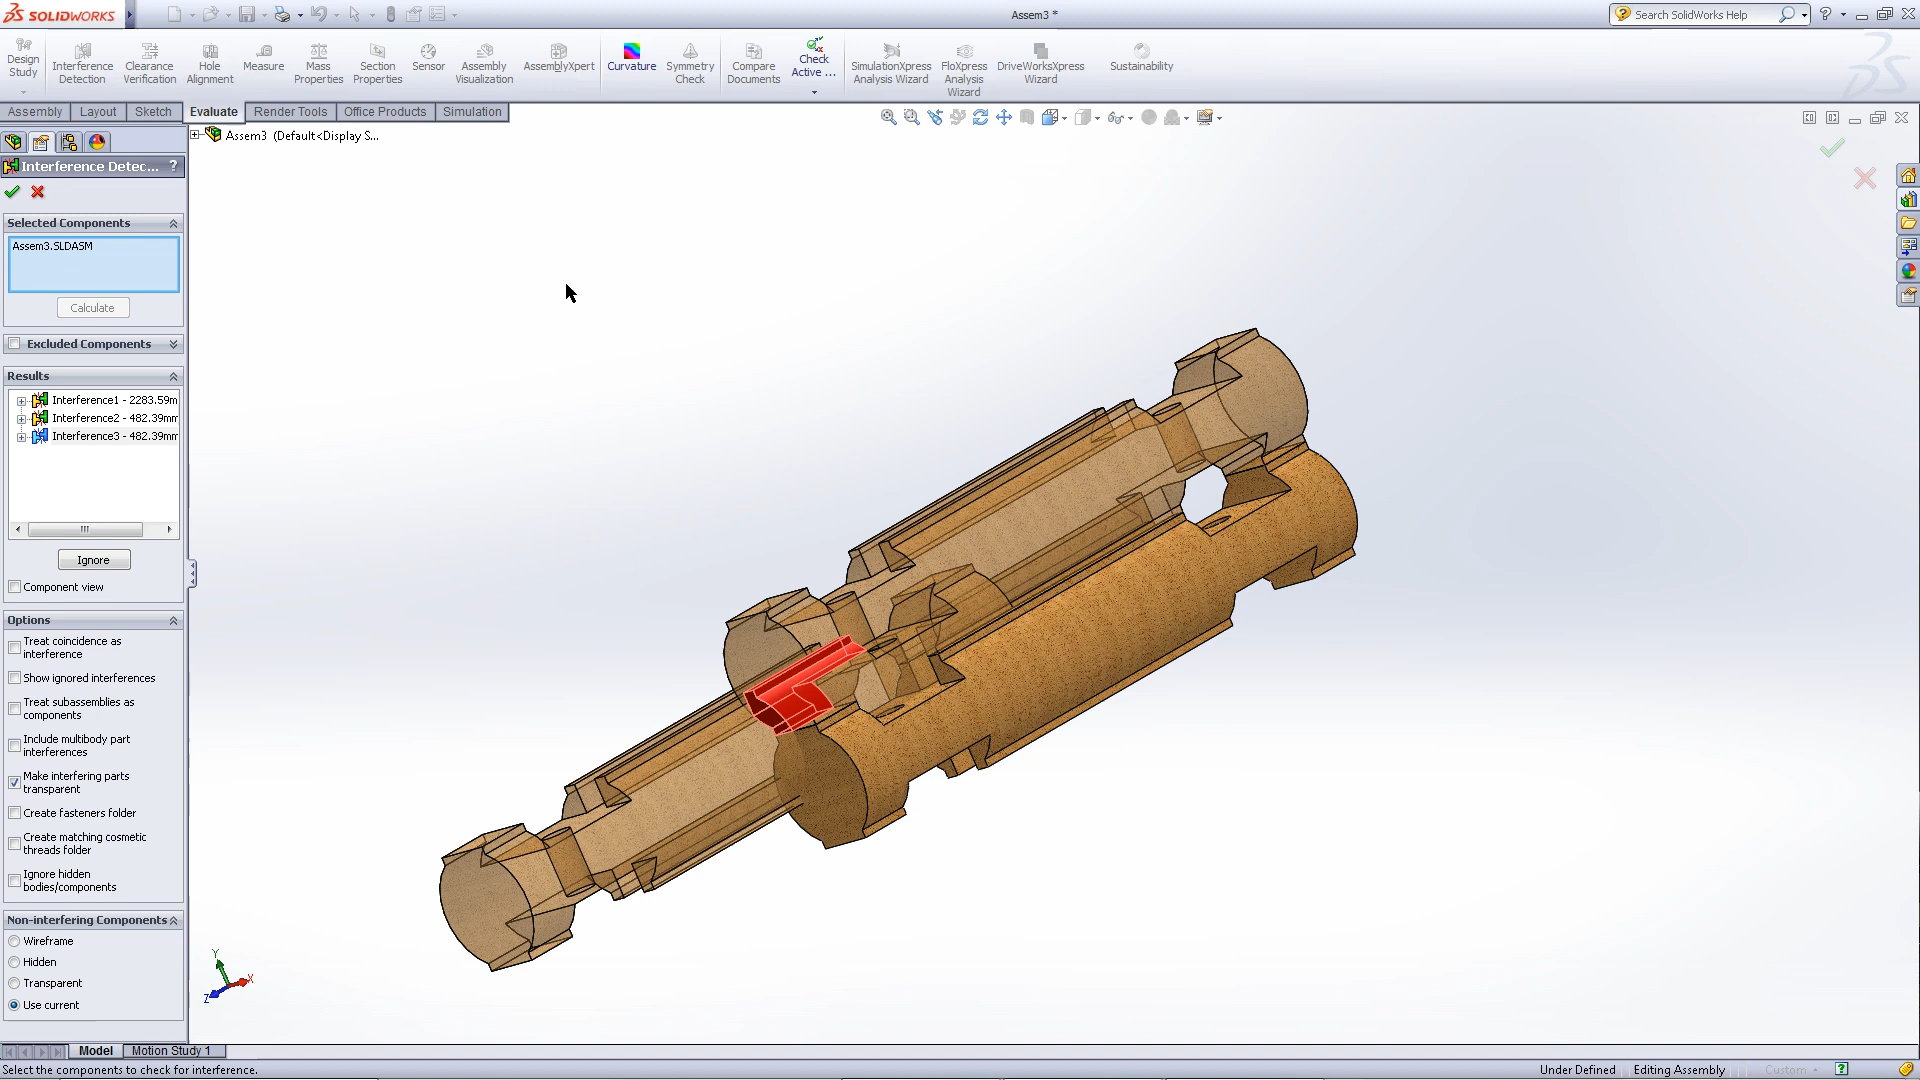 SOLIDWORKS
Assem3 *
Search SolidWorks Help
Design Study
Interference Detection
Clearance Verification
Hole Alignment
Measure
Mass Properties
Section Properties
Sensor
Assembly Visualization
AssemblyXpert
Curvature
Symmetry Check
Compare Documents
Check Active ...
SimulationXpress Analysis Wizard
FloXpress Analysis Wizard
DriveWorksXpress Wizard
Sustainability
Assembly
Layout
Sketch
Evaluate
Render Tools
Office Products
Simulation
Assem3 (Default<Display S...
Interference Detec... ?
Selected Components
Assem3.SLDASM
Calculate
Excluded Components
Results
Interference1 - 2283.59m
Interference2 - 482.39mm
Interference3 - 482.39mm
Ignore
Component view
Options
Treat coincidence as
interference
Show ignored interferences
Treat subassemblies as
components
Include multibody part
interferences
Make interfering parts
transparent
Create fasteners folder
Create matching cosmetic
threads folder
Ignore hidden
bodies/components
Non-interfering Components
Wireframe
Hidden
Transparent
Use current
Y
X
Z
Model
Motion Study 1
Select the components to check for interference.
Under Defined
Editing Assembly
Custom